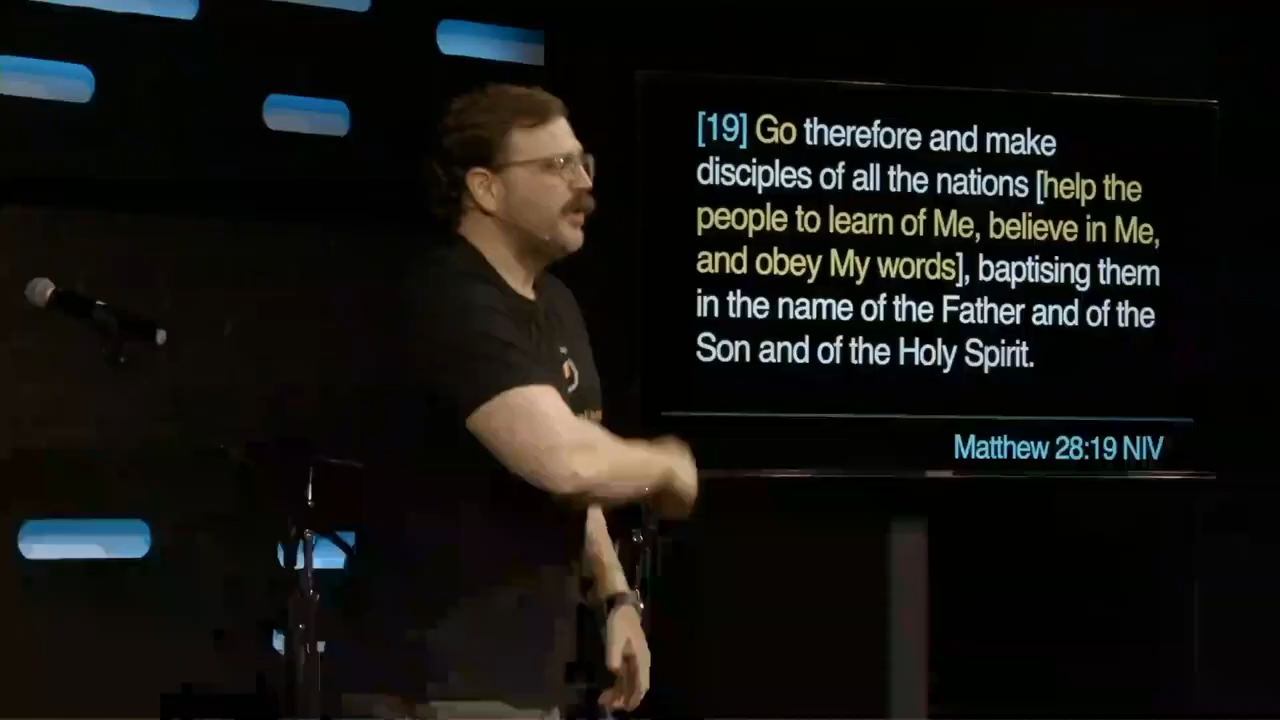 [19] Go therefore and make
disciples of all the nations [help the
people to learn of Me, believe in Me,
and obey My words], baptising them
in the name of the Father and of the
Son and of the Holy Spirit.
Matthew 28:19 NIV